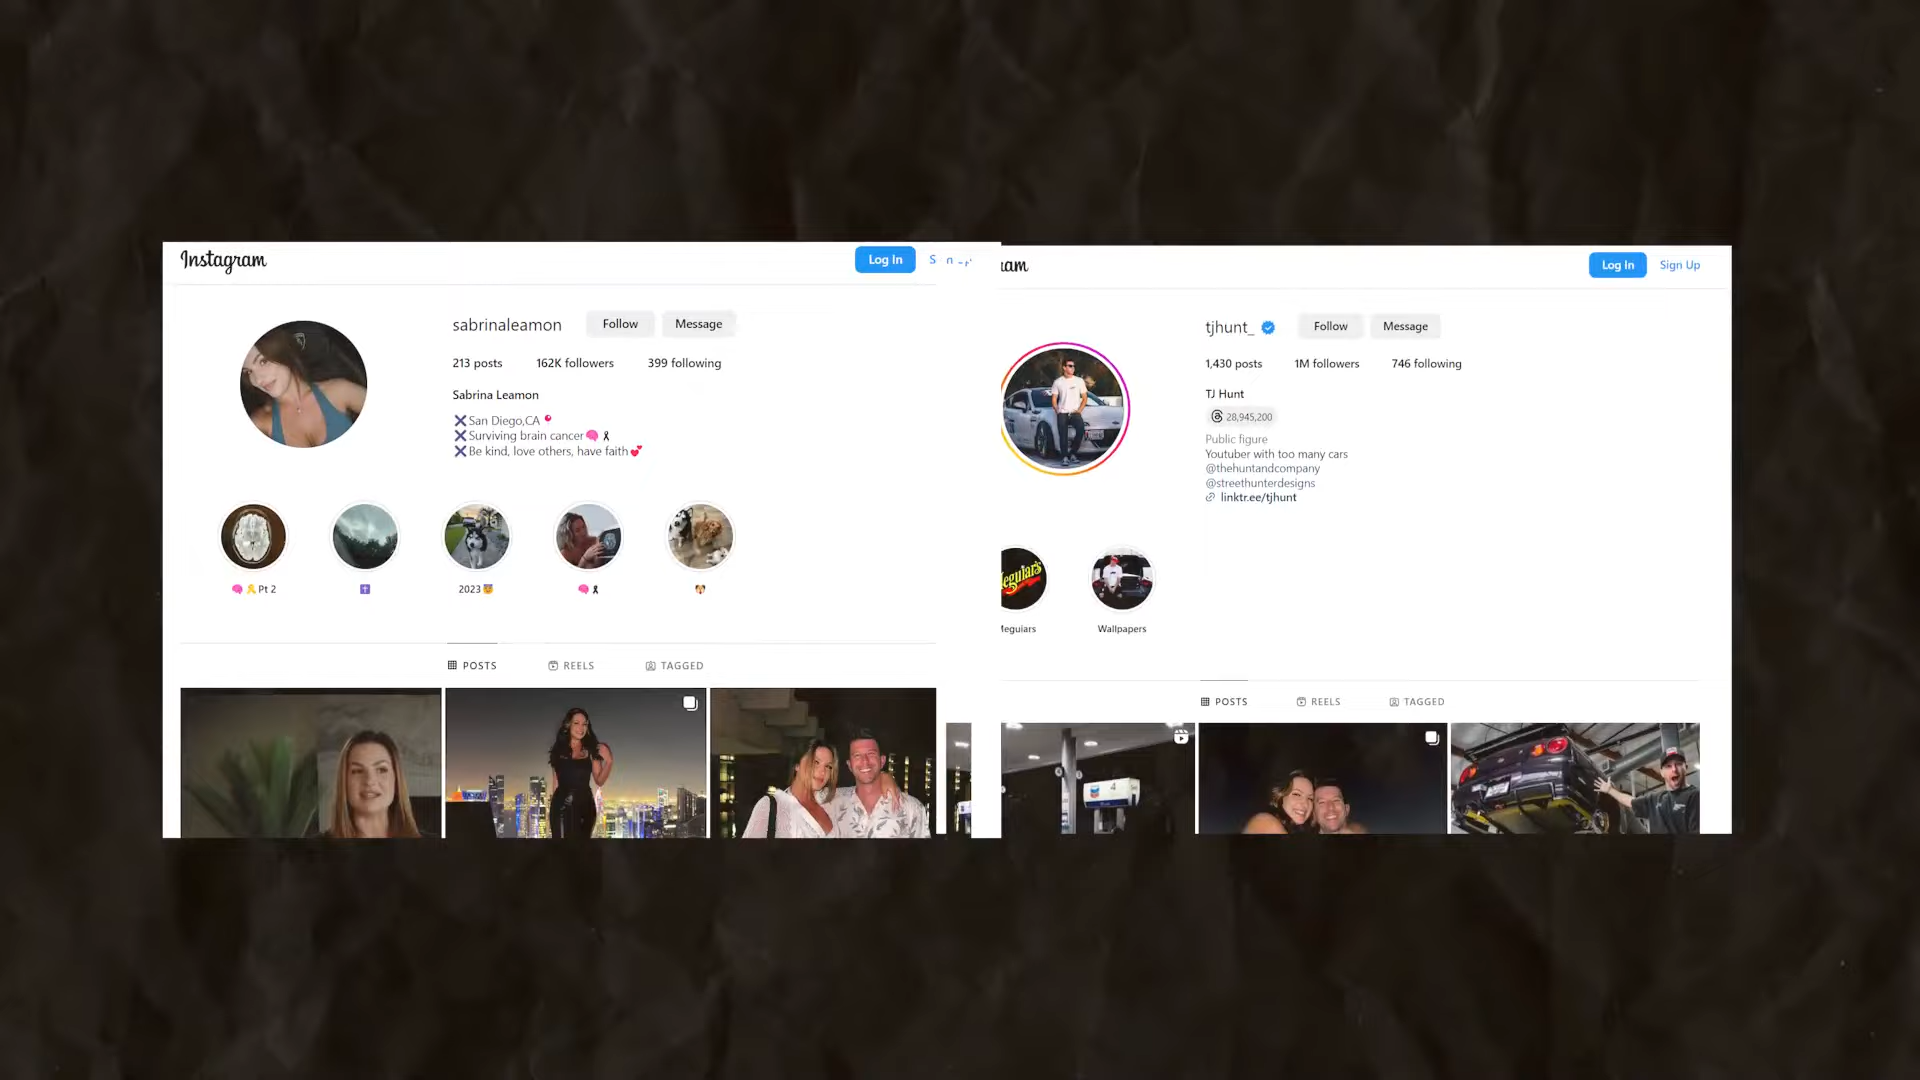 Instagram
Log In
sabrinaleamon
Follow
Message
213 posts
162K followers
399 following
Sabrina Leamon
San Diego,CA
Surviving brain cancer
Be kind, love others, have faith
Pt 2
2023
POSTS
REELS
TAGGED
Log In
Sign Up
tjhunt_
Follow
Message
1,430 posts
1M followers
746 following
TJ Hunt
28,945,200
Public figure
Youtuber with too many cars
@thehuntandcompany
@streethunterdesigns
linktr.ee/tjhunt
Wallpapers
POSTS
REELS
TAGGED